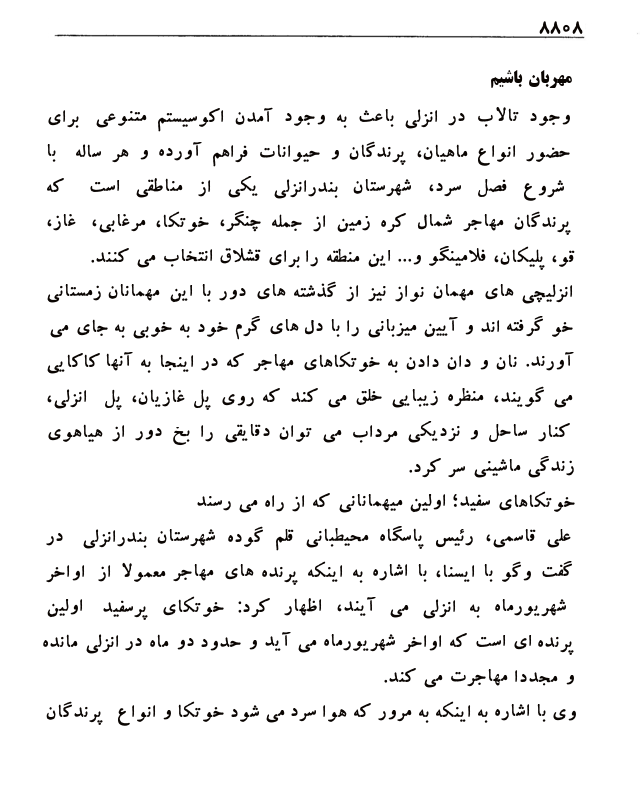 ۸۸۰۸
مهربان باشیم
وجود تالاب در انزلی باعث به وجود آمدن اکوسیستم متنوعی برای
حضور انواع ماهیان، پرندگان و حیوانات فراهم آورده و هر ساله با
شروع فصل سرد، شهرستان بندرانزلی یکی از مناطقی است که
پرندگان مهاجر شمال کره زمین از جمله چنگر، خوتکا، مرغابی، غاز،
قو، پلیکان، فلامینگو و... این منطقه را برای قشلاق انتخاب می کنند.
انزلیچی های مهمان نواز نیز از گذشته های دور با این مهمانان زمستانی
خو گرفته اند و آیین میزبانی را با دل های گرم خود به خوبی به جای می
آورند. نان و دان دادن به خوتکاهای مهاجر که در اینجا به آنها کاکایی
می گویند، منظره زیبایی خلق می کند که روی پل غازیان، پل انزلی،
کنار ساحل و نزدیکی مرداب می توان دقایقی را بخ دور از هیاهوی
زندگی ماشینی سر کرد.
خوتکاهای سفید؛ اولین میهمانانی که از راه می رسند
علی قاسمی، رئیس پاسگاه محیطبانی قلم گوده شهرستان بندرانزلی در
گفت وگو با ایسنا، با اشاره به اینکه پرنده های مهاجر معمولا از اواخر
شهریورماه به انزلی می آیند، اظهار کرد: خوتکای پرسفید اولین
پرنده ای است که اواخر شهریورماه می آید و حدود دو ماه در انزلی مانده
و مجددا مهاجرت می کند.
وی با اشاره به اینکه به مرور که هوا سرد می شود خوتکا و انواع پرندگان